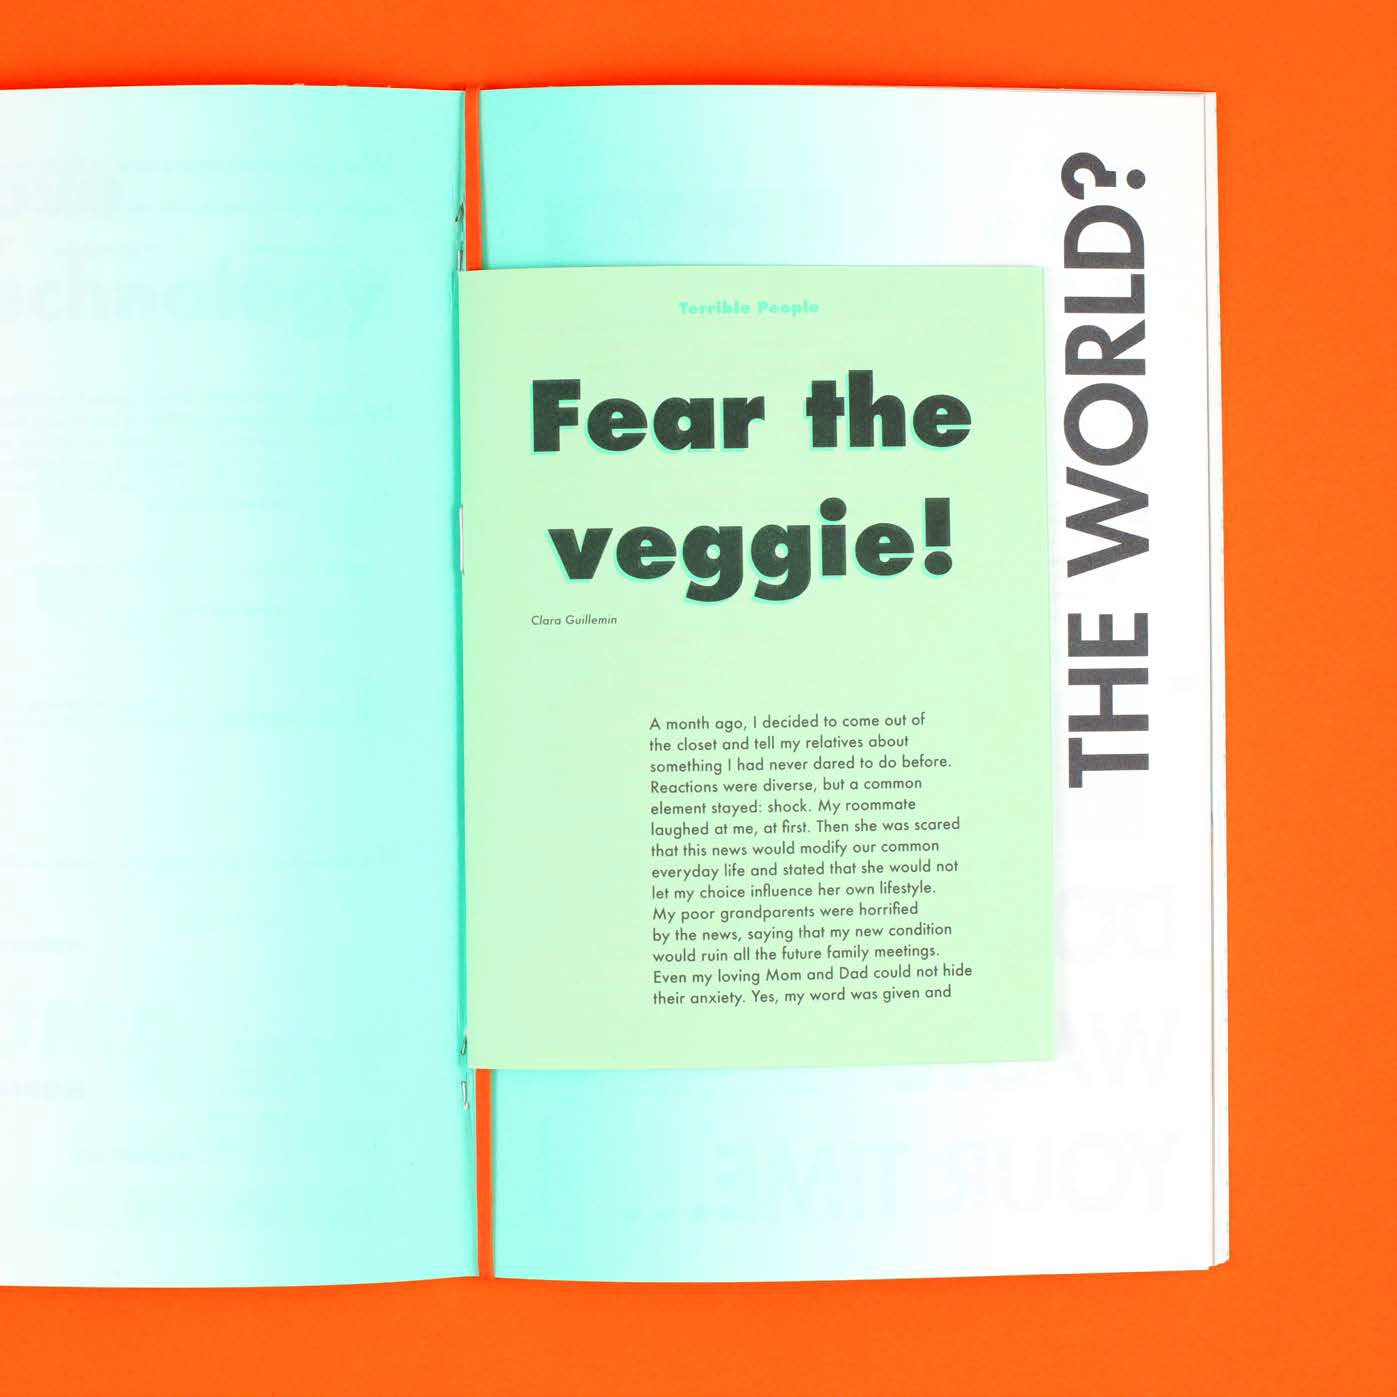 Terrible People
Fear the
veggie!
Clara Guillemin
A month ago, I decided to come out of
the closet and tell my relatives about
something I had never dared to do before.
Reactions were diverse, but a common
element stayed: shock. My roommate
laughed at me, at first. Then she was scared
that this news would modify our common
everyday life and stated that she would not
let my choice influence her own lifestyle.
My poor grandparents were horrified
by the news, saying that my new condition
would ruin all the future family meetings.
Even my loving Mom and Dad could not hide
their anxiety. Yes, my word was given and
THE WORLD?
YOUR TIME...